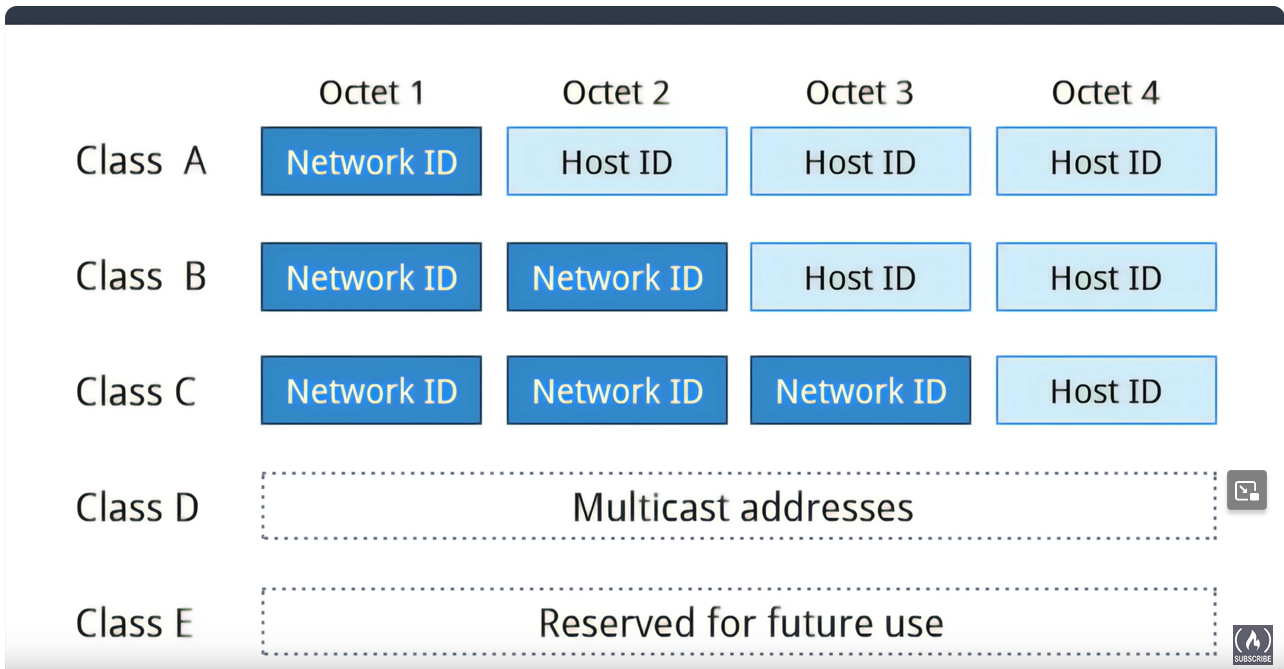 Octet 1 Octet 2 Octet 3 Octet 4
Class A Network ID Host ID Host ID Host ID
Class B Network ID Network ID Host ID Host ID
Class C Network ID Network ID Network ID Host ID
Class D Multicast addresses
Class E Reserved for future use
SUBSCRIBE